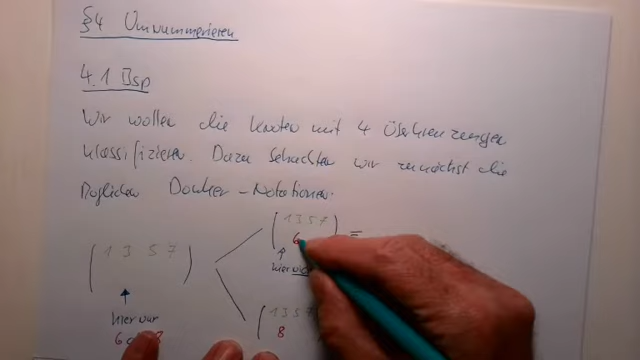 §4 Umnummerieren
4.1 Bsp
Wir wollen die Knoten mit 4 Überkreuzungen
klassifizieren. Dazu betrachten wir zunächst die
möglichen Dowker-Notationen.
( 1 3 5 7 )
( 1 3 5 7 ) =
6
hier
hier nur
6
( 1 3 5 7
8